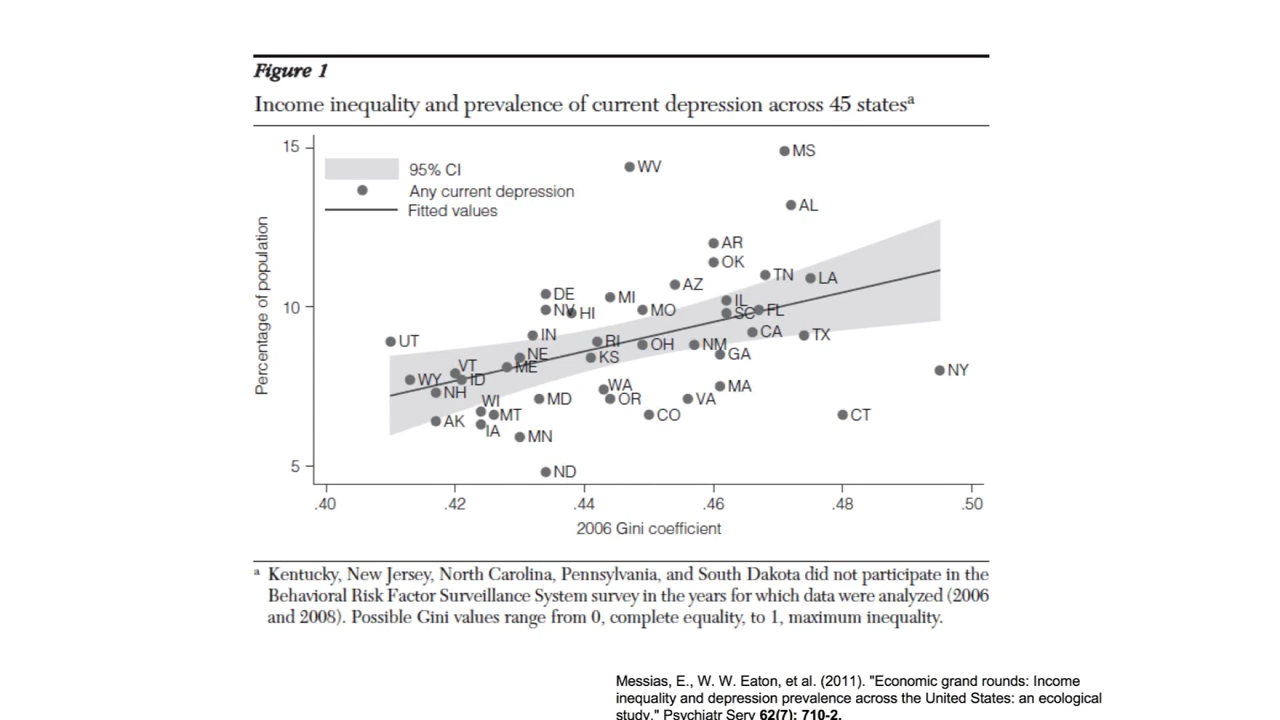 Figure 1
Income inequality and prevalence of current depression across 45 statesᵃ
15
10
5
Percentage of population
95% CI
Any current depression
Fitted values
MS
WV
AL
AR
OK
TN
LA
AZ
DE
MI
IL
NV
HI
MO
SC
FL
UT
IN
RI
OH
NM
CA
TX
GA
NE
KS
VT
ME
WY
ID
NH
NY
WA
MA
OR
WI
MD
VA
MT
CO
CT
AK
IA
MN
ND
.40
.42
.44
.46
.48
.50
2006 Gini coefficient
ᵃ Kentucky, New Jersey, North Carolina, Pennsylvania, and South Dakota did not participate in the
Behavioral Risk Factor Surveillance System survey in the years for which data were analyzed (2006
and 2008). Possible Gini values range from 0, complete equality, to 1, maximum inequality.
Messias, E., W. W. Eaton, et al. (2011). "Economic grand rounds: Income
inequality and depression prevalence across the United States: an ecological
study." Psychiatr Serv 62(7): 710-2.